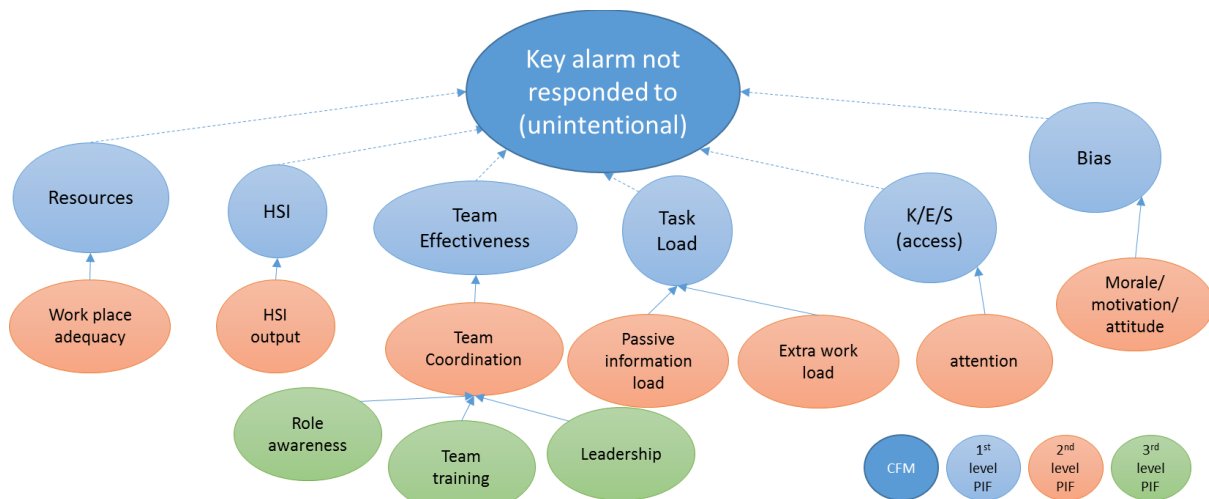 Key alarm not
responded to
(unintentional)
Resources
HSI
Team
Effectiveness
Task
Load
K/E/S
(access)
Bias
Work place
adequacy
HSI
output
Team
Coordination
Passive
information
load
Extra work
load
attention
Morale/
motivation/
attitude
Role
awareness
Team
training
Leadership
CFM
1st
level
PIF
2nd
level
PIF
3rd
level
PIF